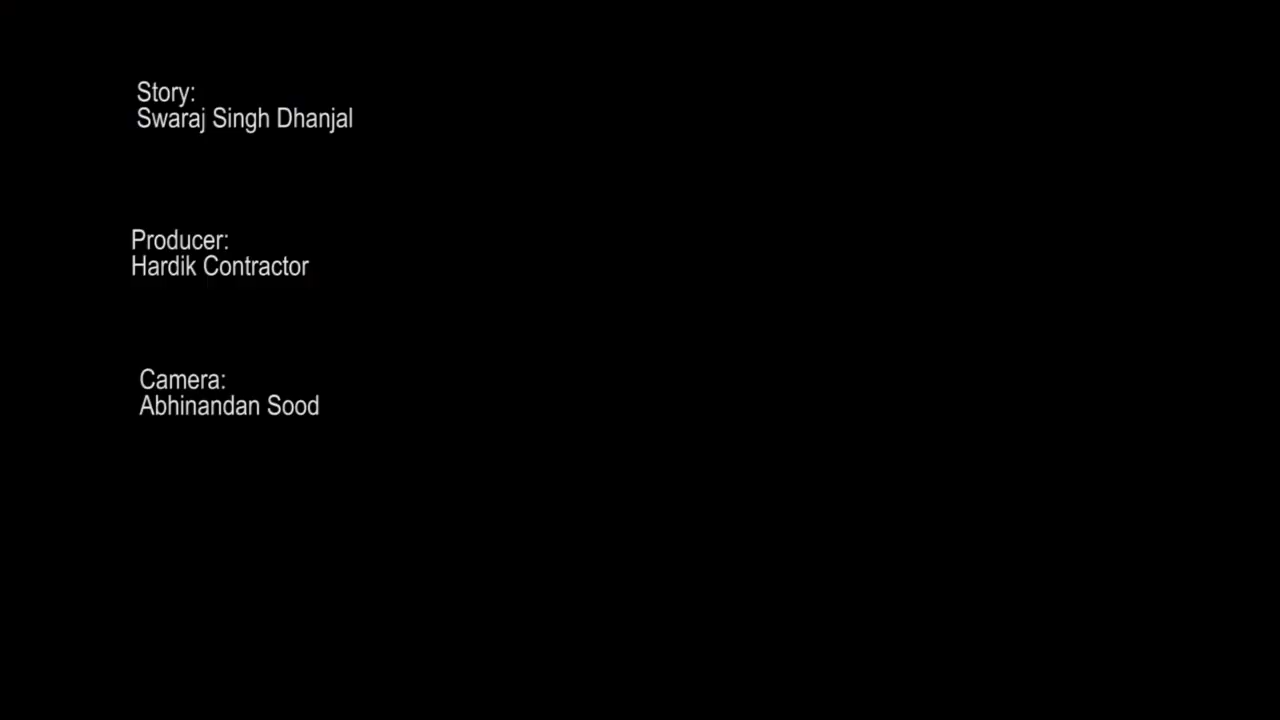 Story:
Swaraj Singh Dhanjal
Producer:
Hardik Contractor
Camera:
Abhinandan Sood